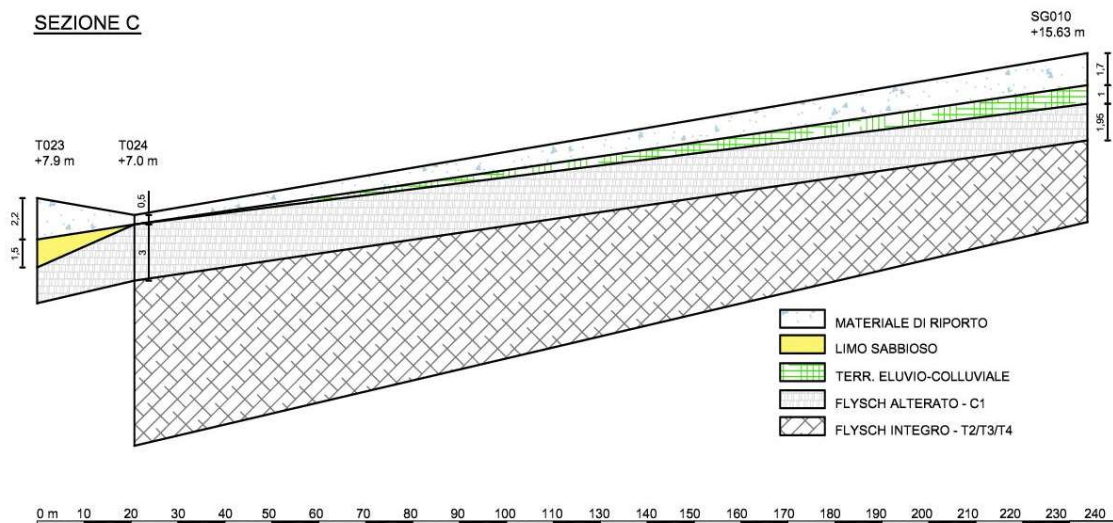 SEZIONE C
SG010
+15.63 m
1,7
1
1,95
T023
+7.9 m
T024
+7.0 m
2,2
1,5
0,5
3
MATERIALE DI RIPORTO
LIMO SABBIOSO
TERR. ELUVIO-COLLUVIALE
FLYSCH ALTERATO - C1
FLYSCH INTEGRO - T2/T3/T4
0 m 10 20 30 40 50 60 70 80 90 100 110 120 130 140 150 160 170 180 190 200 210 220 230 240